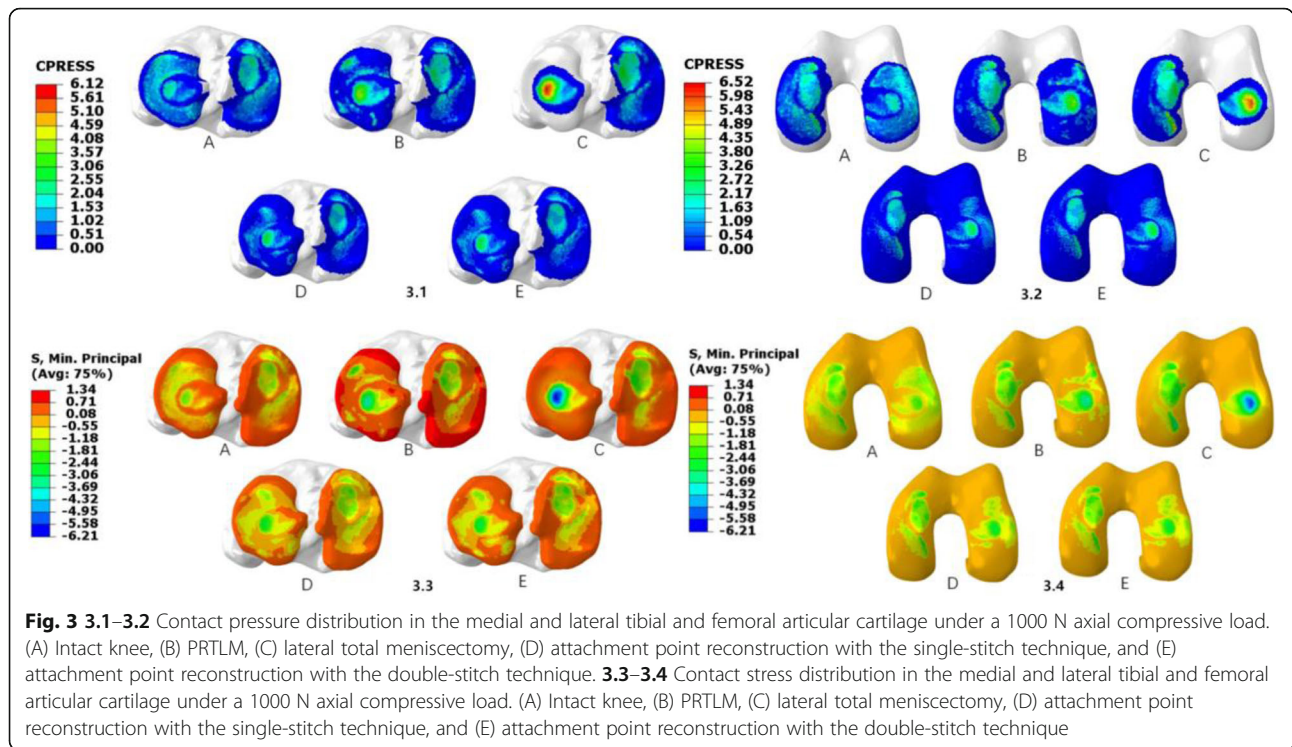 CPRESS
6.12
5.61
5.10
4.59
4.08
3.57
3.06
2.55
2.04
1.53
1.02
0.51
0.00
A
B
C
D
3.1
E
CPRESS
6.52
5.98
5.43
4.89
4.35
3.80
3.26
2.72
2.17
1.63
1.09
0.54
0.00
A
B
C
D
3.2
E
S, Min. Principal
(Avg: 75%)
1.34
0.71
0.08
-0.55
-1.18
-1.81
-2.44
-3.06
-3.69
-4.32
-4.95
-5.58
-6.21
A
B
C
D
3.3
E
S, Min. Principal
(Avg: 75%)
1.34
0.71
0.08
-0.55
-1.18
-1.81
-2.44
-3.06
-3.69
-4.32
-4.95
-5.58
-6.21
A
B
C
D
3.4
E
Fig. 3 3.1–3.2 Contact pressure distribution in the medial and lateral tibial and femoral articular cartilage under a 1000 N axial compressive load.
(A) Intact knee, (B) PRTLM, (C) lateral total meniscectomy, (D) attachment point reconstruction with the single-stitch technique, and (E)
attachment point reconstruction with the double-stitch technique. 3.3–3.4 Contact stress distribution in the medial and lateral tibial and femoral
articular cartilage under a 1000 N axial compressive load. (A) Intact knee, (B) PRTLM, (C) lateral total meniscectomy, (D) attachment point
reconstruction with the single-stitch technique, and (E) attachment point reconstruction with the double-stitch technique